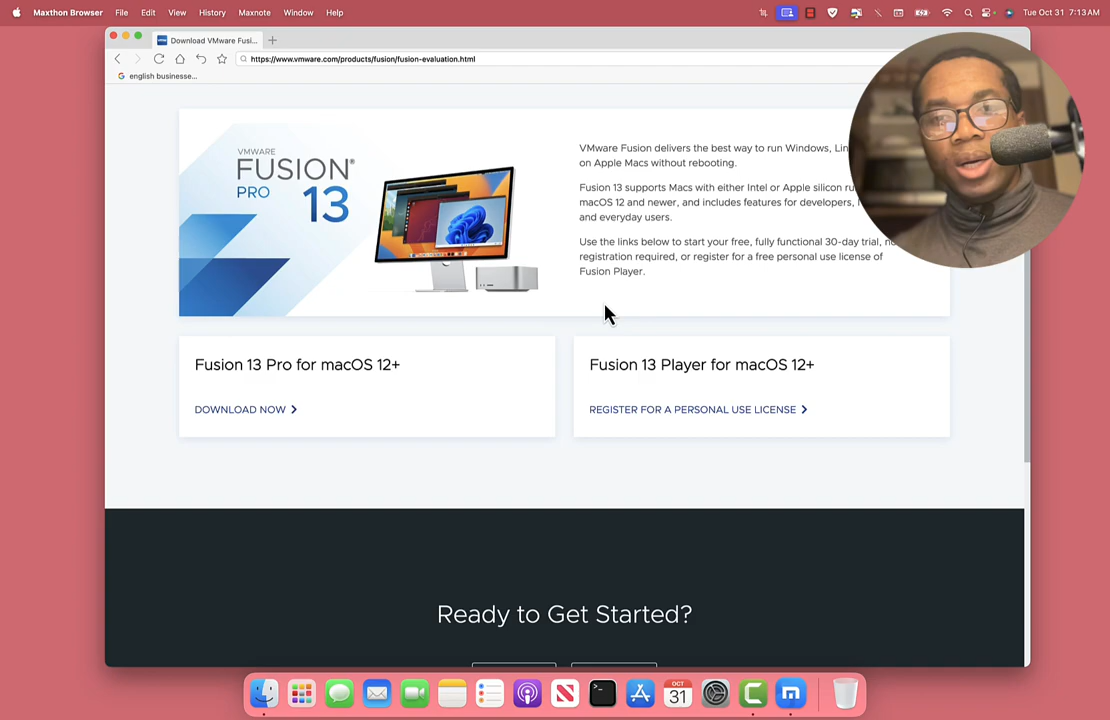 Maxthon Browser File Edit View History Maxnote Window Help Tue Oct 31 7:13 AM
Download VMware Fusi...
https://www.vmware.com/products/fusion/fusion-evaluation.html
english businesse...
VMWARE
FUSION®
PRO 13
VMware Fusion delivers the best way to run Windows, Lin
on Apple Macs without rebooting.
Fusion 13 supports Macs with either Intel or Apple silicon ru
macOS 12 and newer, and includes features for developers,
and everyday users.
Use the links below to start your free, fully functional 30-day trial, no
registration required, or register for a free personal use license of
Fusion Player.
Fusion 13 Pro for macOS 12+
DOWNLOAD NOW
Fusion 13 Player for macOS 12+
REGISTER FOR A PERSONAL USE LICENSE
Ready to Get Started?
OCT
31